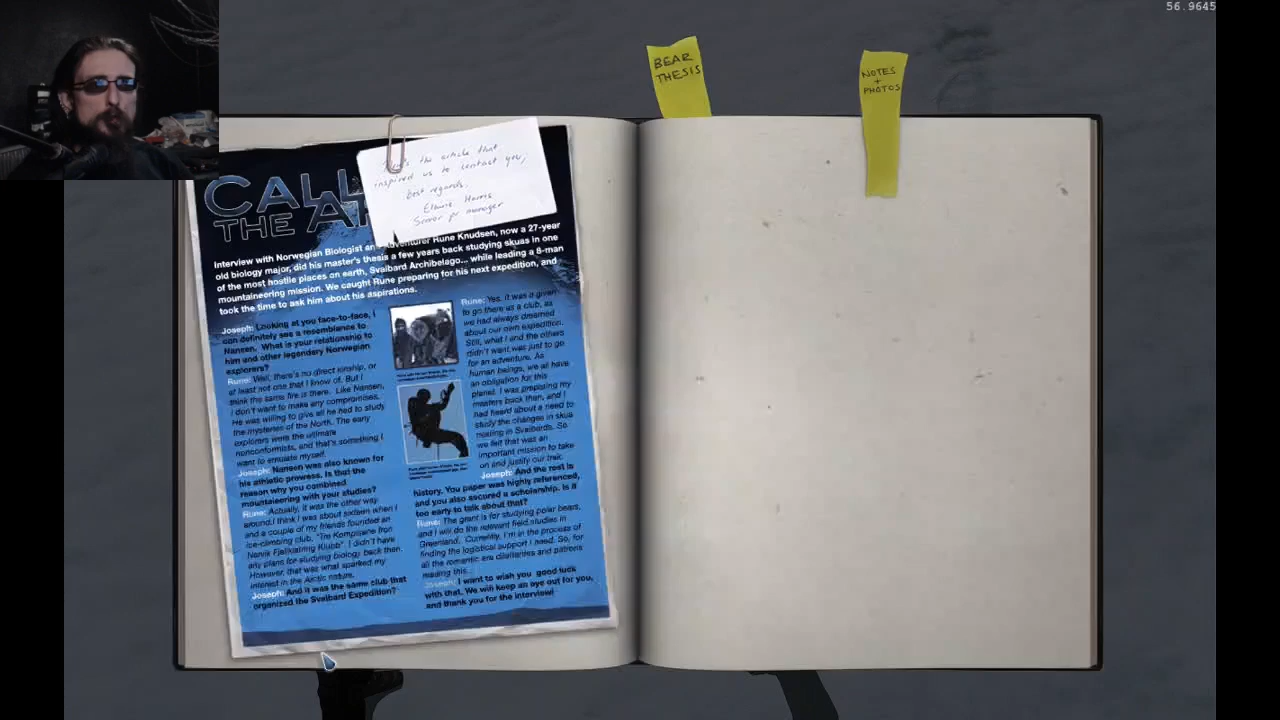 56.9645
BEAR
THESIS
NOTES
+
PHOTOS
the article that
inspired us to contact you,
best regards,
Elaine Harris
Senior pr manager
CALL
THE
Interview with Norwegian Biologist and Adventurer Rune Knudsen, now a 27-year
old biology major, did his master's thesis a few years back studying skuas in one
of the most hostile places on earth, Svalbard Archibelago... while leading a 8-man
mountaineering mission. We caught Rune preparing for his next expedition, and
took the time to ask him about his aspirations.
Joseph: Looking at you face-to-face, I
can definitely see a resemblance to
Nansen. What is your relationship to
him and other legendary Norwegian
explorers?
Rune: Well, there's no direct kinship, or
at least not one that I know of. But I
think the same fire is there. Like Nansen,
I don't want to make any compromises.
He was willing to give all he had to study
the mysteries of the North. The early
explorers were the ultimate
nonconformists, and that's something I
want to emulate myself.
Joseph: Nansen was also known for
his athletic prowess. Is that the
reason why you combined
mountaineering with your studies?
Rune: Actually, it was the other way
around. I think I was about sixteen when I
and a couple of my friends founded an
ice-climbing club, "Tre Kompisene fron
Narvik Fjellklatring Klubb". I didn't have
any plans for studying biology back then.
However, that was what sparked my
interest in the Arctic nature.
Joseph: And it was the same club that
organized the Svalbard Expedition?
Rune: Yes, it was a given
to go there as a club, as
we had always dreamed
about our own expedition.
Still, what I and the others
didn't want was just to go
for an adventure. As
human beings, we all have
an obligation for this
planet. I was preparing my
masters back then, and I
had heard about a need to
study the changes in skua
nesting in Svalbards. So
we felt that was an
important mission to take
on and justify our trek.
Joseph: And the rest is
history. You paper was highly referenced,
and you also secured a scholarship. Is it
too early to talk about that?
Rune: The grant is for studying polar bears,
and I will do the relevant field studies in
Greenland. Currently, I'm in the process of
finding the logistical support I need. So, for
all the romantic era dilettantes and patrons
reading this...
Joseph: I want to wish you good luck
with that. We will keep an eye out for you,
and thank you for the interview!